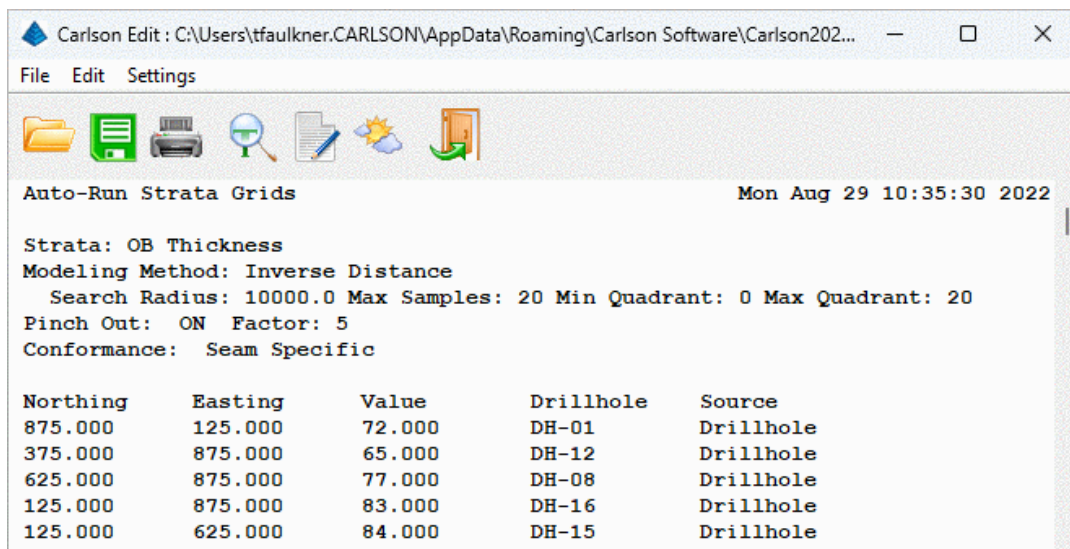 Carlson Edit : C:\Users\tfaulkner.CARLSON\AppData\Roaming\Carlson Software\Carlson202...
File Edit Settings
Auto-Run Strata Grids Mon Aug 29 10:35:30 2022
Strata: OB Thickness
Modeling Method: Inverse Distance
Search Radius: 10000.0 Max Samples: 20 Min Quadrant: 0 Max Quadrant: 20
Pinch Out: ON Factor: 5
Conformance: Seam Specific
Northing Easting Value Drillhole Source
875.000 125.000 72.000 DH-01 Drillhole
375.000 875.000 65.000 DH-12 Drillhole
625.000 875.000 77.000 DH-08 Drillhole
125.000 875.000 83.000 DH-16 Drillhole
125.000 625.000 84.000 DH-15 Drillhole